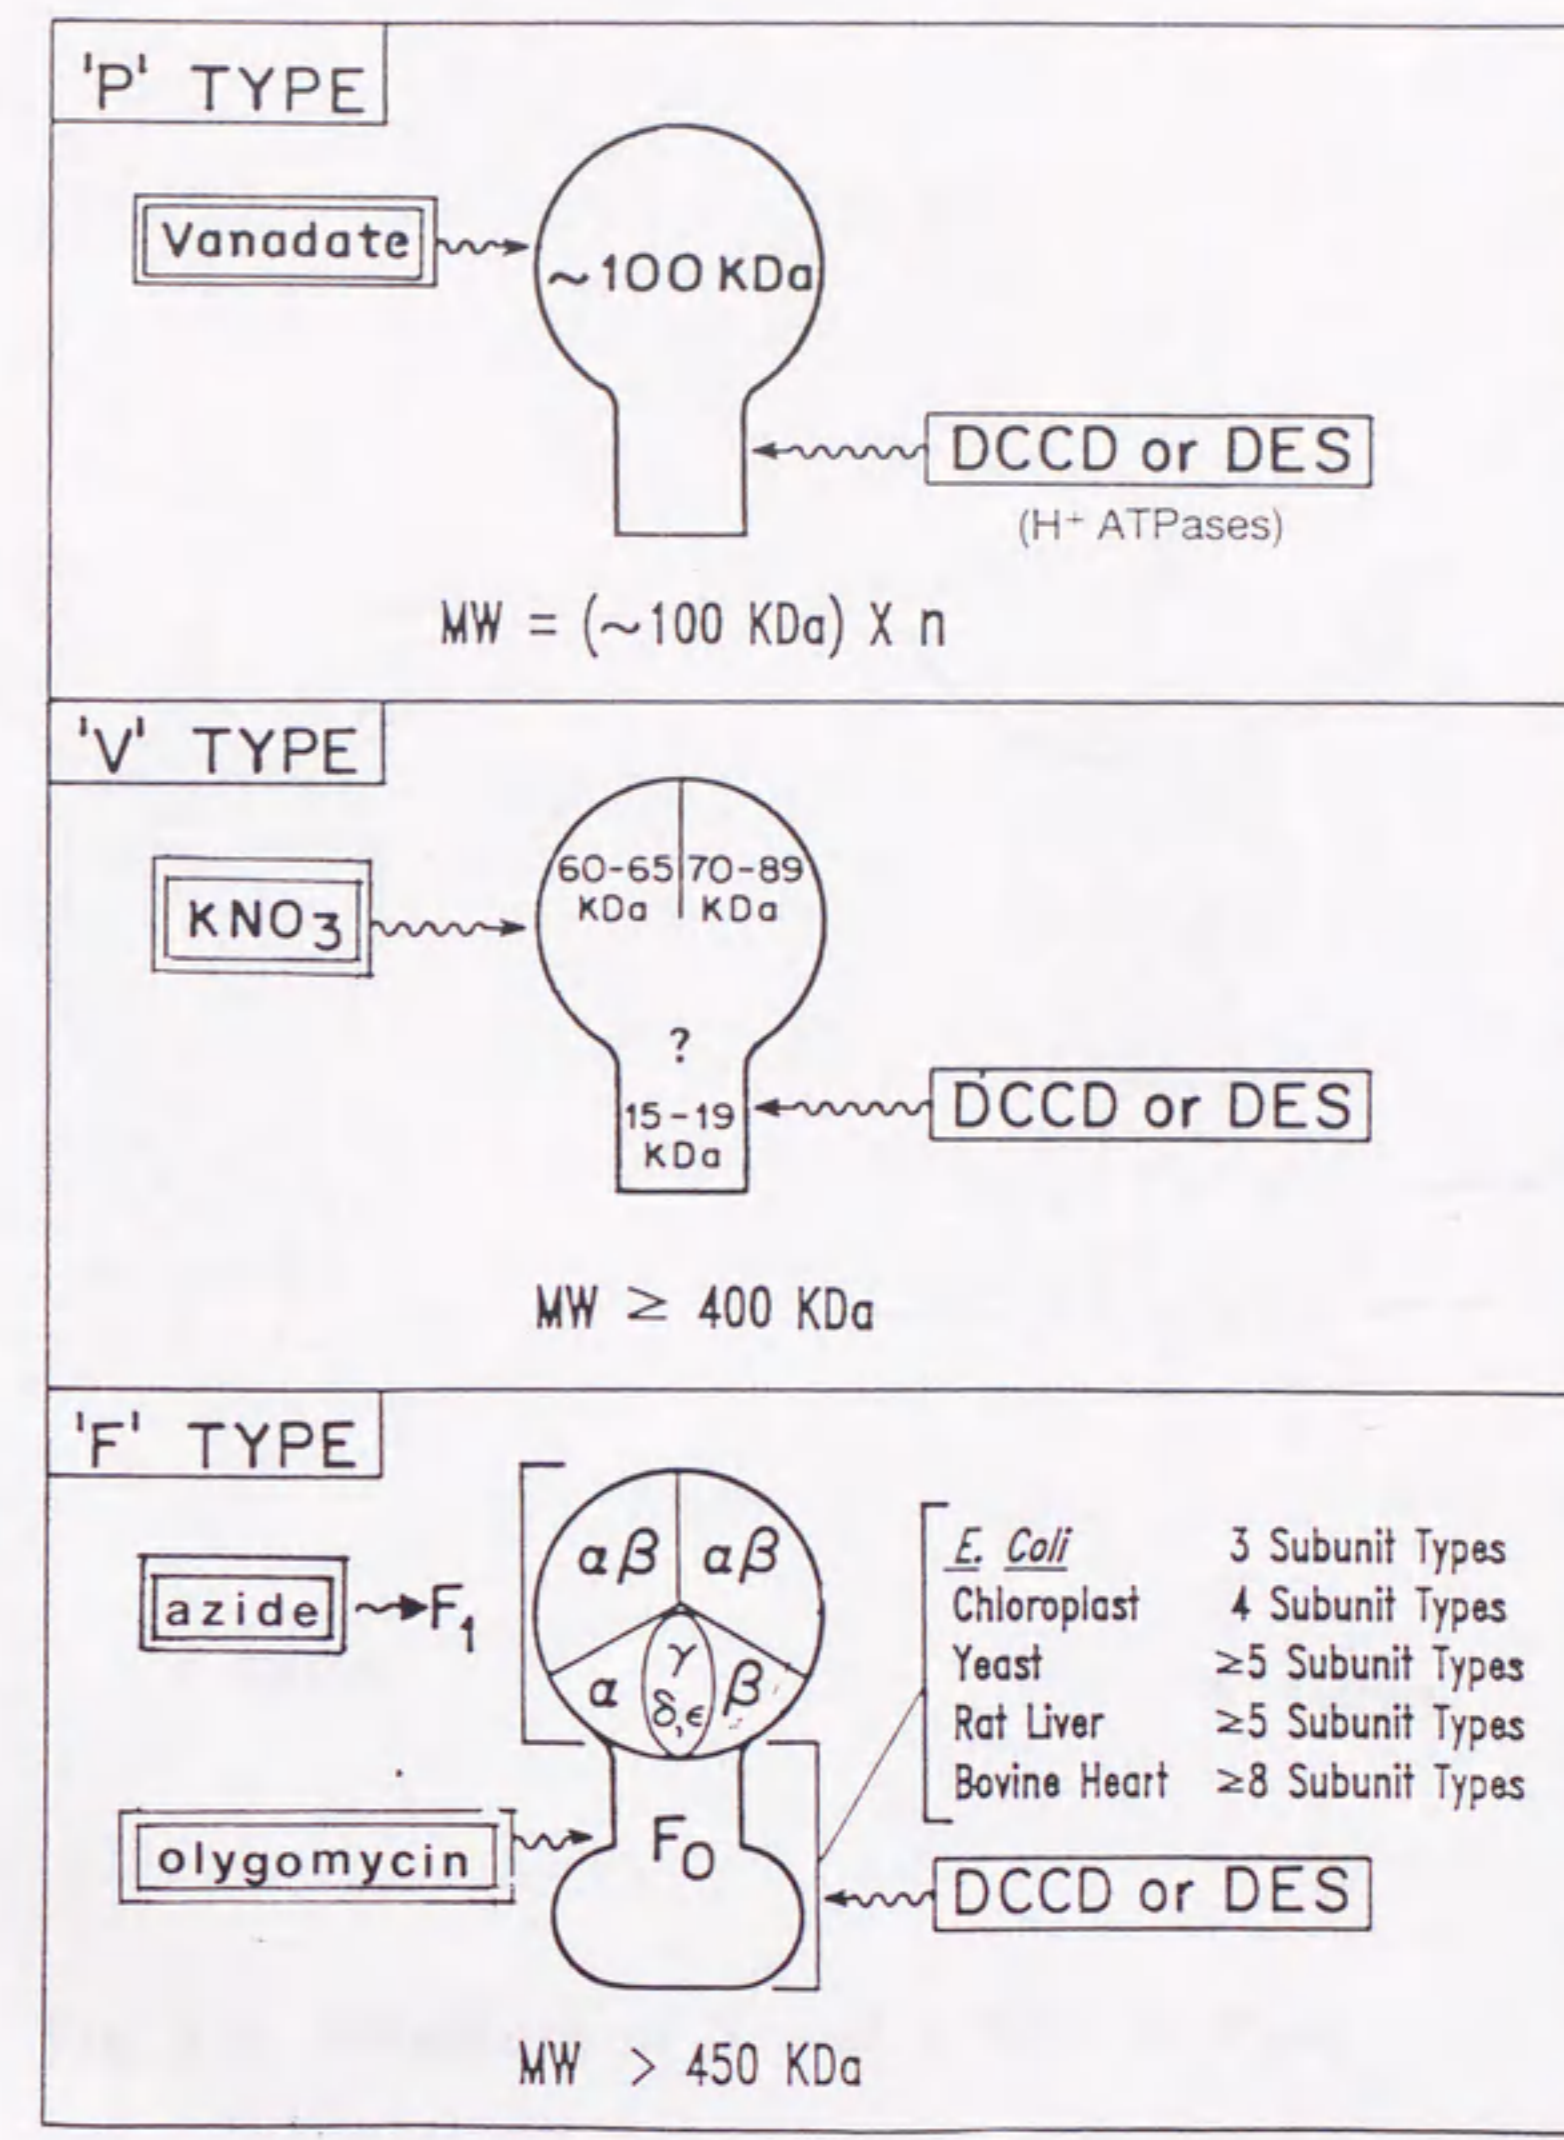 'P' TYPE
Vanadate
~100 KDa
DCCD or DES
(H+ ATPases)
MW = (~100 KDa) X n
'V' TYPE
60-65 70-89
KDa KDa
KNO3
?
15-19
KDa
DCCD or DES
MW ≥ 400 KDa
'F' TYPE
αβ αβ
azide F1
α γ β
δ,ϵ
E. Coli 3 Subunit Types
Chloroplast 4 Subunit Types
Yeast ≥5 Subunit Types
Rat Liver ≥5 Subunit Types
Bovine Heart ≥8 Subunit Types
olygomycin
FO
DCCD or DES
MW > 450 KDa